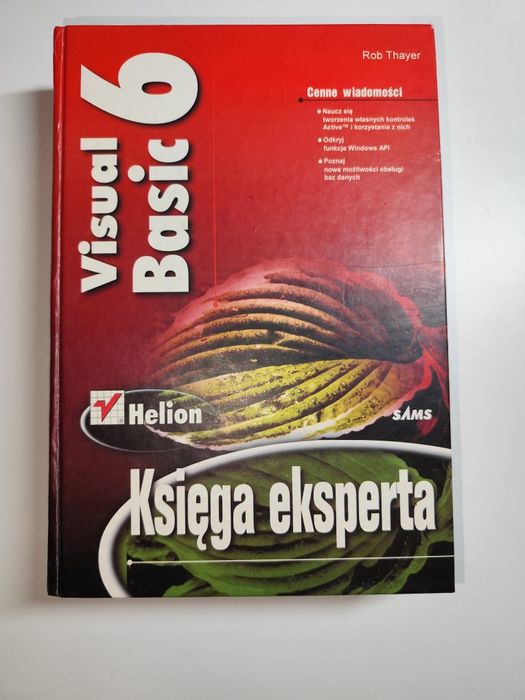 Rob Thayer
Cenne wiadomości
Naucz się
tworzenia własnych kontrolek
Active™ i korzystania z nich
Odkryj
funkcje Windows API
Poznaj
nowe możliwości obsługi
baz danych
Visual
Basic 6
Helion
SAMS
Księga eksperta